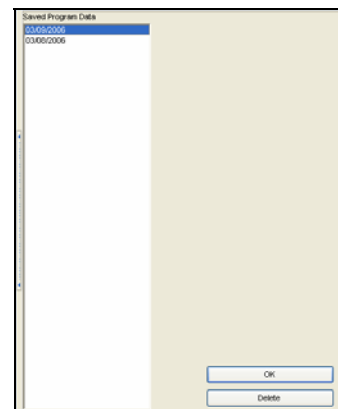 Saved Program Data
03/09/2006
03/08/2006
OK
Delete